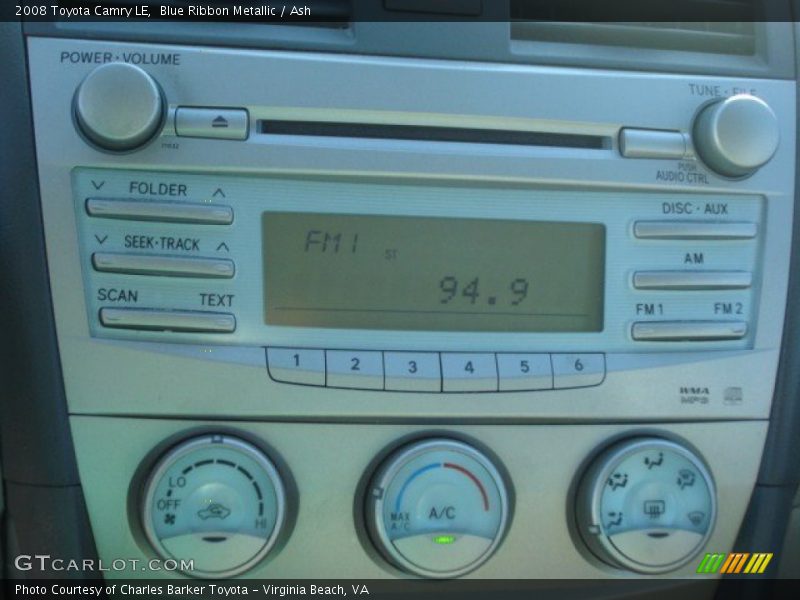 2008 Toyota Camry LE,  Blue Ribbon Metallic / Ash
POWER · VOLUME
TUNE · FILE
PUSH
AUDIO CTRL
FOLDER
DISC · AUX
SEEK·TRACK
FM1
ST
94.9
AM
SCAN TEXT
FM 1 FM 2
1 2 3 4 5 6
WMA
MP3
LO
OFF
HI
MAX
A/C
A/C
GTCARLOT.COM
Photo Courtesy of Charles Barker Toyota – Virginia Beach, VA